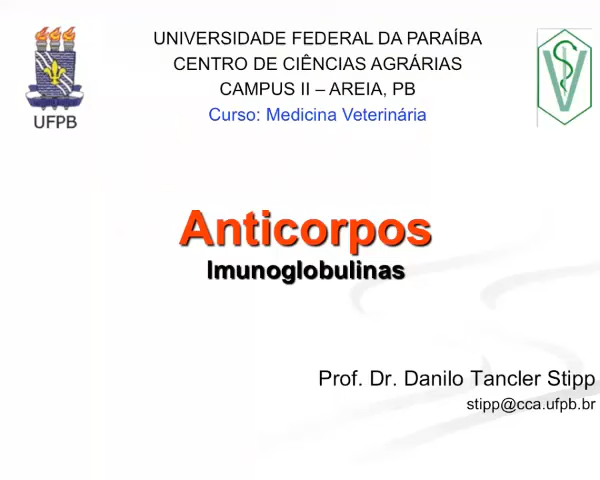 UNIVERSIDADE FEDERAL DA PARAÍBA
CENTRO DE CIÊNCIAS AGRÁRIAS
CAMPUS II – AREIA, PB
Curso: Medicina Veterinária
UFPB
V
Anticorpos
Imunoglobulinas
Prof. Dr. Danilo Tancler Stipp
stipp@cca.ufpb.br